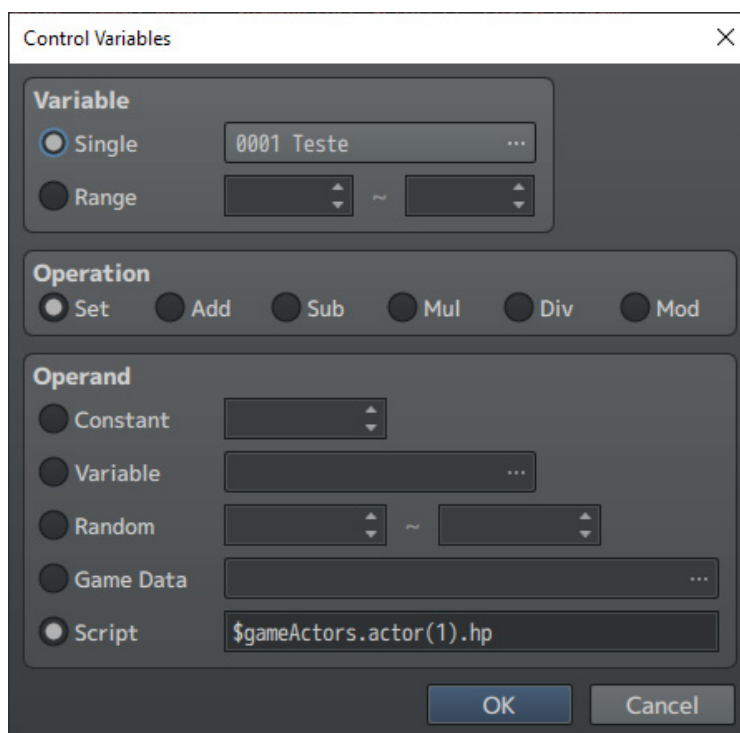 Control Variables
Variable
Single 0001 Teste ...
Range ~
Operation
Set Add Sub Mul Div Mod
Operand
Constant
Variable ...
Random ~
Game Data ...
Script $gameActors.actor(1).hp
OK Cancel